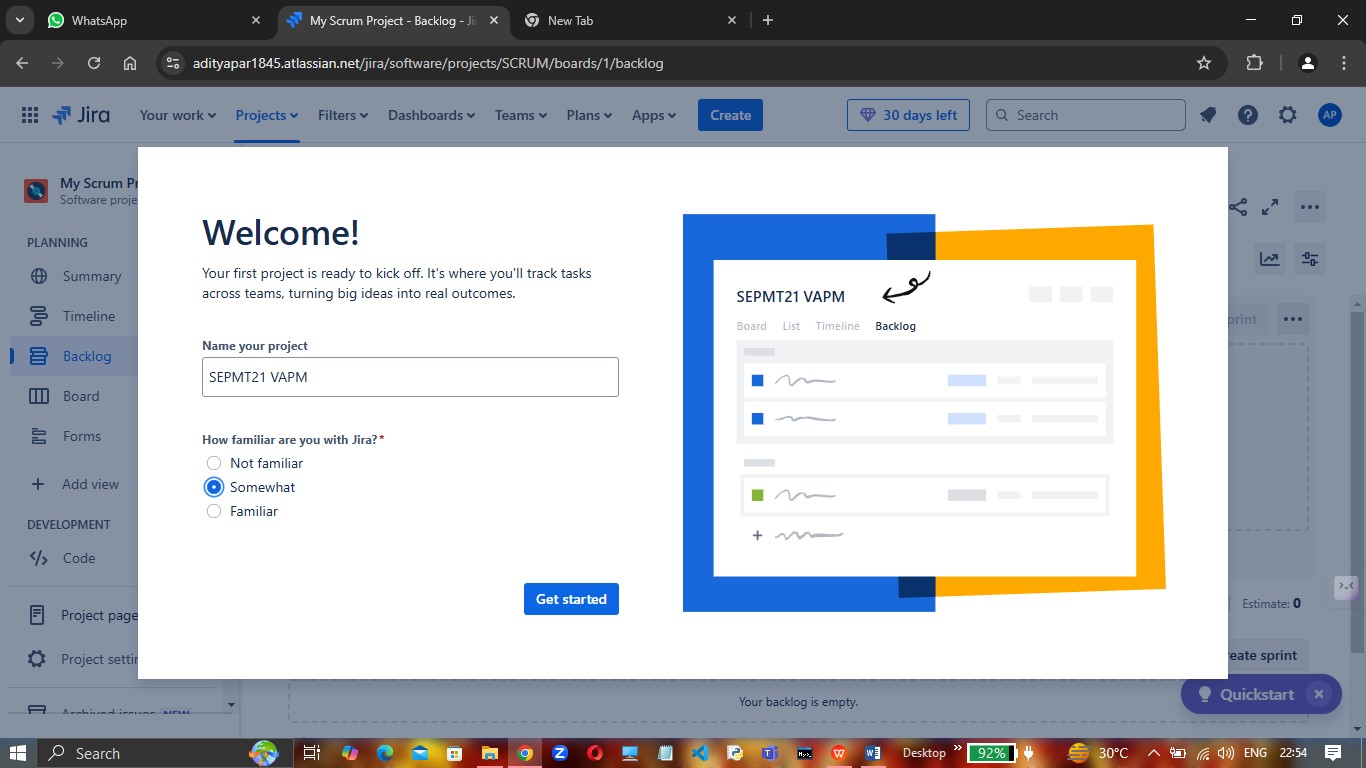 WhatsApp
My Scrum Project - Backlog - Ji
New Tab
adityapar1845.atlassian.net/jira/software/projects/SCRUM/boards/1/backlog
Jira
Your work
Projects
Filters
Dashboards
Teams
Plans
Apps
Create
30 days left
Search
AP
My Scrum Pr
Software proje
PLANNING
Summary
Timeline
Backlog
Board
Forms
Add view
DEVELOPMENT
Code
Project page
Project settin
Archived issues NEW
Welcome!
Your first project is ready to kick off. It's where you'll track tasks
across teams, turning big ideas into real outcomes.
Name your project
SEPMT21 VAPM
How familiar are you with Jira?*
Not familiar
Somewhat
Familiar
Get started
SEPMT21 VAPM
Board List Timeline Backlog
print
Estimate: 0
reate sprint
Your backlog is empty.
Quickstart
Search
Desktop
92%
30°C
ENG
22:54